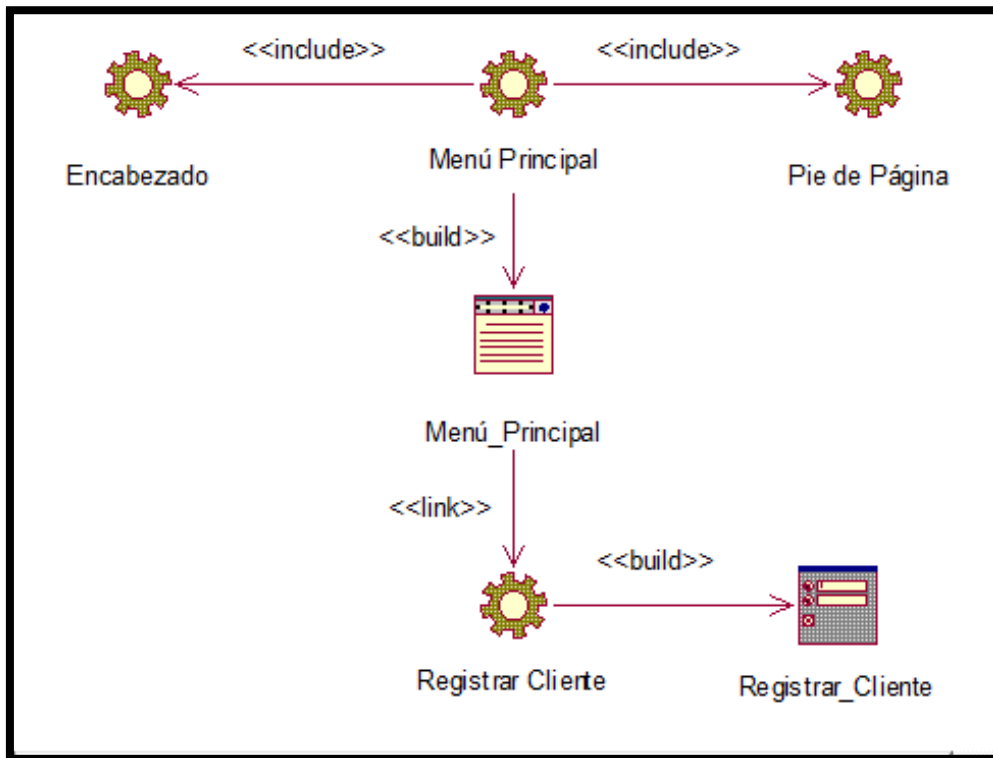 <<include>>
<<include>>
Encabezado
Menú Principal
Pie de Página
<<build>>
Menú_Principal
<<link>>
<<build>>
Registrar Cliente
Registrar_Cliente